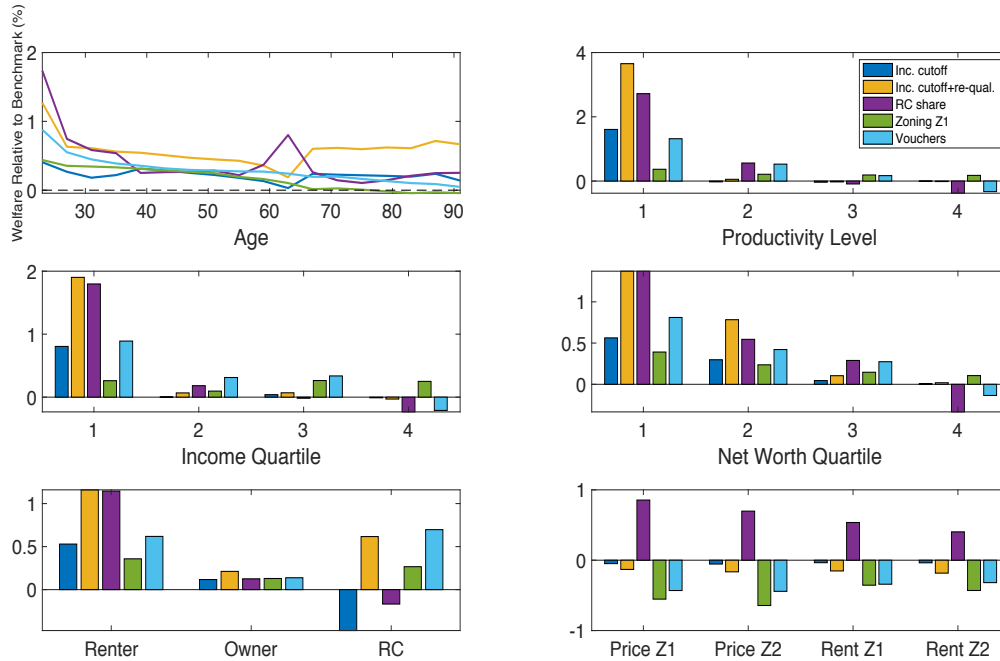 Welfare Relative to Benchmark (%)
2
1
0
30 40 50 60 70 80 90
Age
4
2
0
1 2 3 4
Productivity Level
Inc. cutoff
Inc. cutoff+re-qual.
RC share
Zoning Z1
Vouchers
2
1
0
1 2 3 4
Income Quartile
1
0.5
0
1 2 3 4
Net Worth Quartile
1
0.5
0
Renter Owner RC
1
0
-1
Price Z1 Price Z2 Rent Z1 Rent Z2